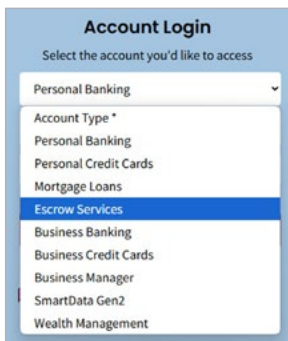 Account Login
Select the account you'd like to access
Personal Banking
Account Type *
Personal Banking
Personal Credit Cards
Mortgage Loans
Escrow Services
Business Banking
Business Credit Cards
Business Manager
SmartData Gen2
Wealth Management